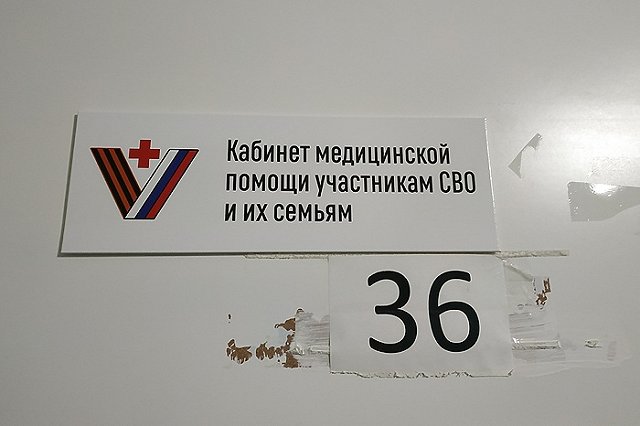 Кабинет медицинской
помощи участникам СВО
и их семьям
36